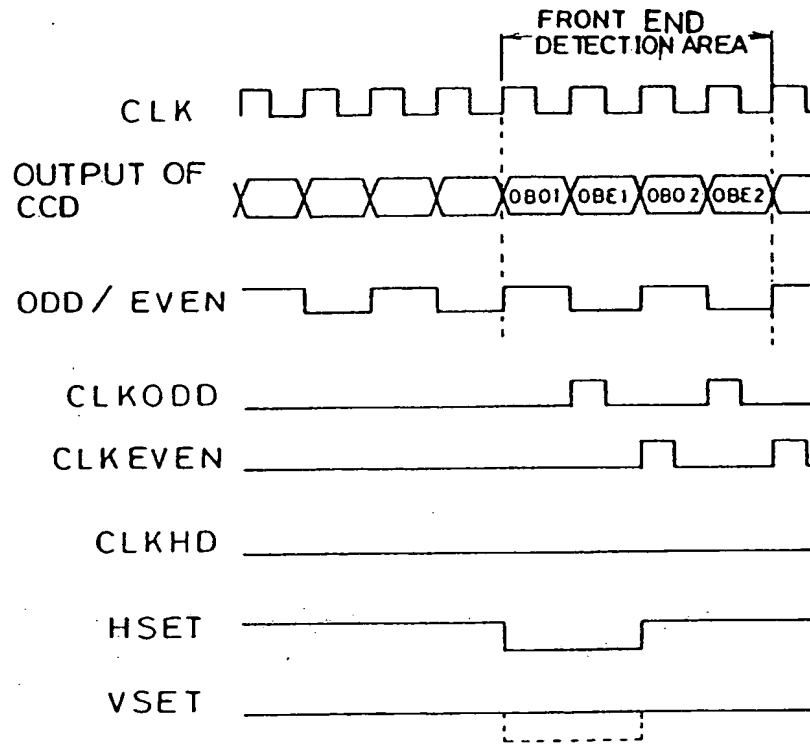 FRONT END
DETECTION AREA
CLK
OUTPUT OF
CCD
OBO1 OBE1 OBO2 OBE2
ODD / EVEN
CLKODD
CLKEVEN
CLKHD
HSET
VSET